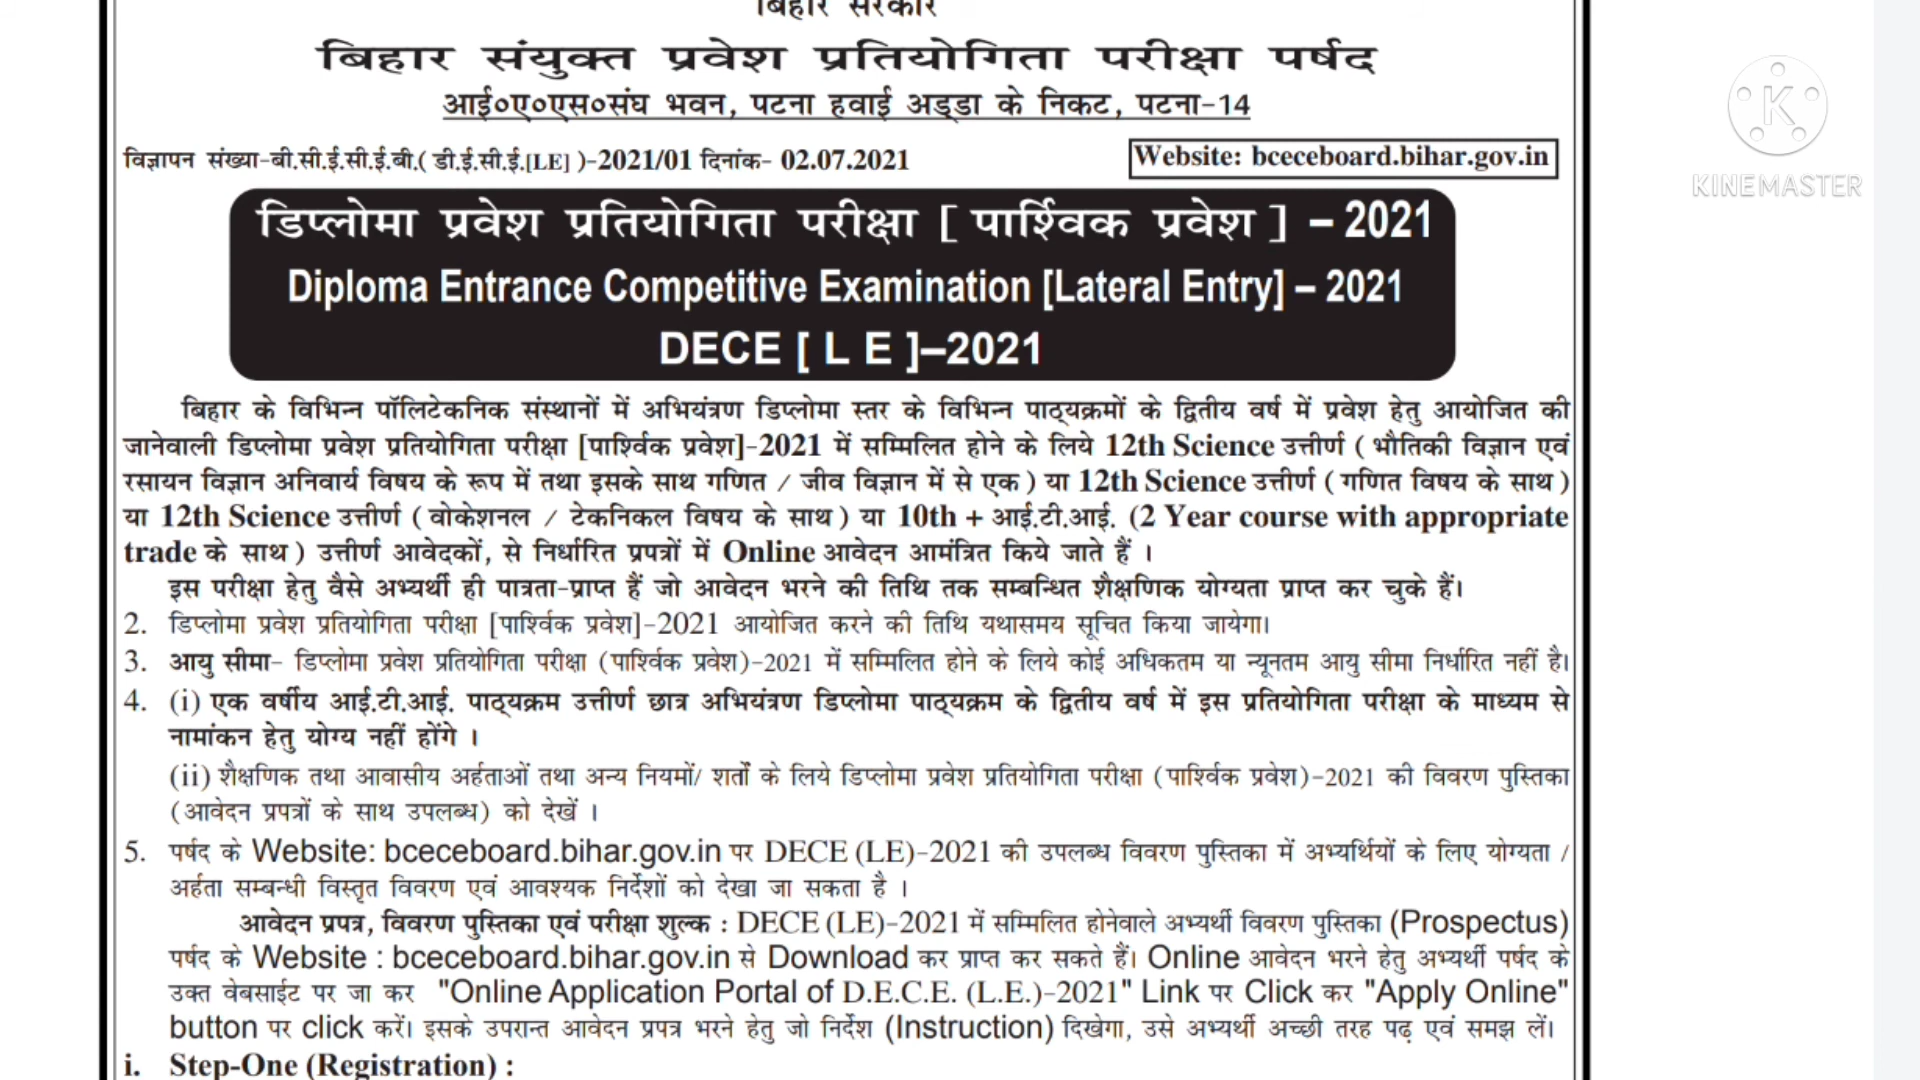 बिहार सरकार
बिहार संयुक्त प्रवेश प्रतियोगिता परीक्षा पर्षद
आई०ए०एस०संघ भवन, पटना हवाई अड्डा के निकट, पटना-14
विज्ञापन संख्या-बी.सी.ई.सी.ई.बी.( डी.ई.सी.ई.[LE] )-2021/01 दिनांक- 02.07.2021
Website: bceceboard.bihar.gov.in
डिप्लोमा प्रवेश प्रतियोगिता परीक्षा [ पार्श्विक प्रवेश ] – 2021
Diploma Entrance Competitive Examination [Lateral Entry] – 2021
DECE [ L E ]–2021
बिहार के विभिन्न पॉलिटेकनिक संस्थानों में अभियंत्रण डिप्लोमा स्तर के विभिन्न पाठ्यक्रमों के द्वितीय वर्ष में प्रवेश हेतु आयोजित की
जानेवाली डिप्लोमा प्रवेश प्रतियोगिता परीक्षा [पार्श्विक प्रवेश]-2021 में सम्मिलित होने के लिये 12th Science उत्तीर्ण ( भौतिकी विज्ञान एवं
रसायन विज्ञान अनिवार्य विषय के रूप में तथा इसके साथ गणित / जीव विज्ञान में से एक ) या 12th Science उत्तीर्ण ( गणित विषय के साथ )
या 12th Science उत्तीर्ण ( वोकेशनल / टेकनिकल विषय के साथ ) या 10th + आई.टी.आई. (2 Year course with appropriate
trade के साथ ) उत्तीर्ण आवेदकों, से निर्धारित प्रपत्रों में Online आवेदन आमंत्रित किये जाते हैं ।
इस परीक्षा हेतु वैसे अभ्यर्थी ही पात्रता-प्राप्त हैं जो आवेदन भरने की तिथि तक सम्बन्धित शैक्षणिक योग्यता प्राप्त कर चुके हैं।
2. डिप्लोमा प्रवेश प्रतियोगिता परीक्षा [पार्श्विक प्रवेश]-2021 आयोजित करने की तिथि यथासमय सूचित किया जायेगा।
3. आयु सीमा- डिप्लोमा प्रवेश प्रतियोगिता परीक्षा (पार्श्विक प्रवेश)-2021 में सम्मिलित होने के लिये कोई अधिकतम या न्यूनतम आयु सीमा निर्धारित नहीं है।
4. (i) एक वर्षीय आई.टी.आई. पाठ्यक्रम उत्तीर्ण छात्र अभियंत्रण डिप्लोमा पाठ्यक्रम के द्वितीय वर्ष में इस प्रतियोगिता परीक्षा के माध्यम से
नामांकन हेतु योग्य नहीं होंगे ।
(ii) शैक्षणिक तथा आवासीय अर्हताओं तथा अन्य नियमों/ शर्तों के लिये डिप्लोमा प्रवेश प्रतियोगिता परीक्षा (पार्श्विक प्रवेश)-2021 की विवरण पुस्तिका
(आवेदन प्रपत्रों के साथ उपलब्ध) को देखें ।
5. पर्षद के Website: bceceboard.bihar.gov.in पर DECE (LE)-2021 की उपलब्ध विवरण पुस्तिका में अभ्यर्थियों के लिए योग्यता /
अर्हता सम्बन्धी विस्तृत विवरण एवं आवश्यक निर्देशों को देखा जा सकता है ।
आवेदन प्रपत्र, विवरण पुस्तिका एवं परीक्षा शुल्क : DECE (LE)-2021 में सम्मिलित होनेवाले अभ्यर्थी विवरण पुस्तिका (Prospectus)
पर्षद के Website : bceceboard.bihar.gov.in से Download कर प्राप्त कर सकते हैं। Online आवेदन भरने हेतु अभ्यर्थी पर्षद के
उक्त वेबसाईट पर जा कर "Online Application Portal of D.E.C.E. (L.E.)-2021" Link पर Click कर "Apply Online"
button पर click करें। इसके उपरान्त आवेदन प्रपत्र भरने हेतु जो निर्देश (Instruction) दिखेगा, उसे अभ्यर्थी अच्छी तरह पढ़ एवं समझ लें।
i. Step-One (Registration) :
K
KINEMASTER